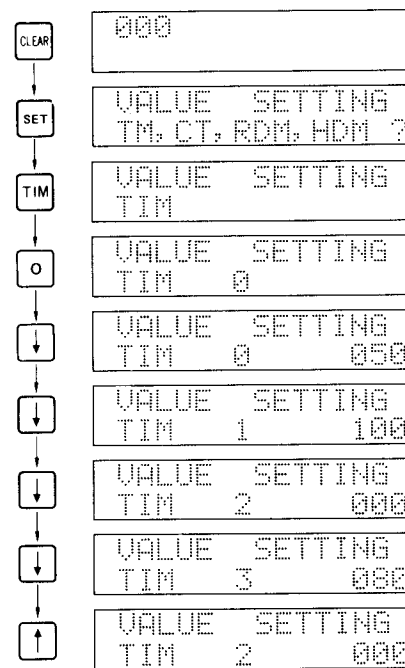 CLEAR
000
SET
VALUE SETTING
TM, CT, RDM, HDM ?
TIM
VALUE SETTING
TIM
0
VALUE SETTING
TIM 0
↓
VALUE SETTING
TIM 0 050
↓
VALUE SETTING
TIM 1 100
↓
VALUE SETTING
TIM 2 000
↓
VALUE SETTING
TIM 3 080
↑
VALUE SETTING
TIM 2 000